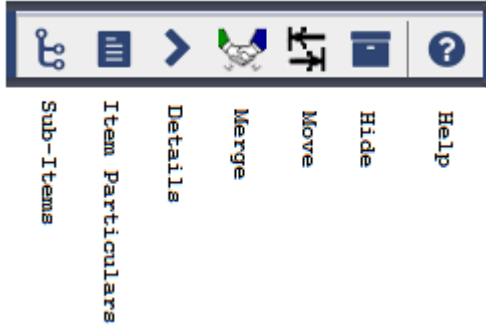 Help
Hide
Move
Merge
Details
Item Particulars
Sub-Items